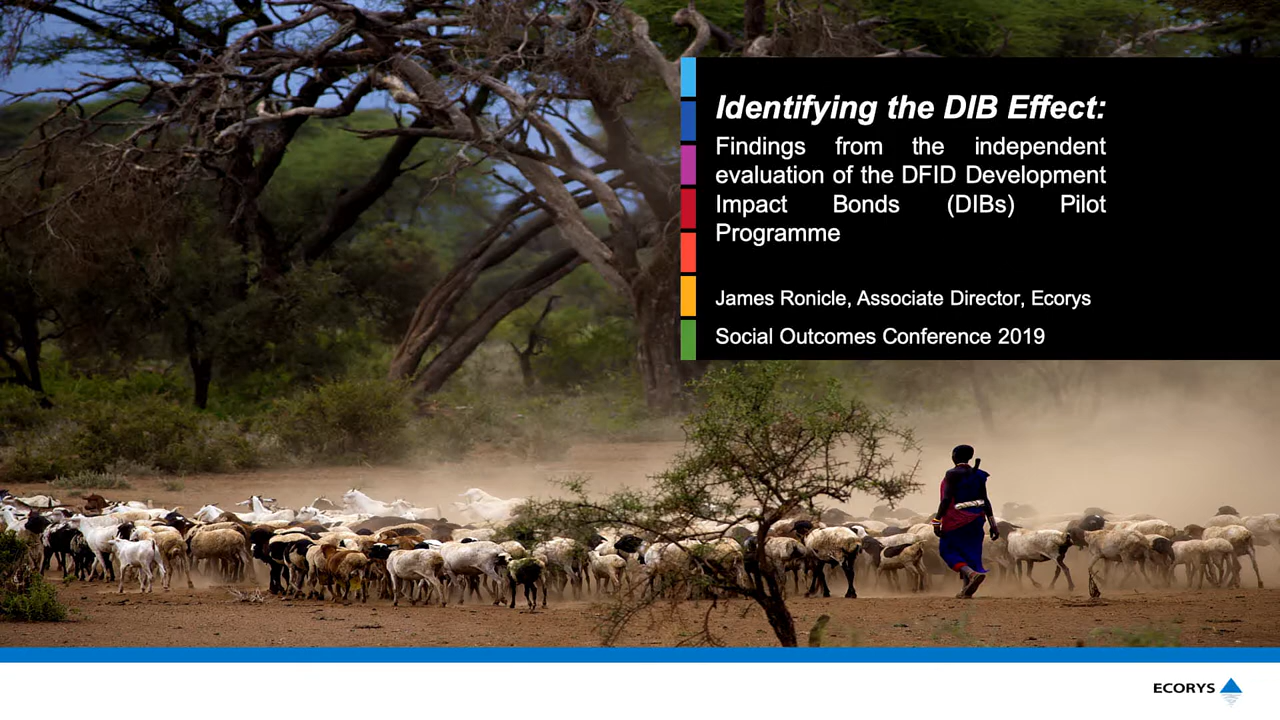 Identifying the DIB Effect:
Findings from the independent
evaluation of the DFID Development
Impact Bonds (DIBs) Pilot
Programme
James Ronicle, Associate Director, Ecorys
Social Outcomes Conference 2019
ECORYS